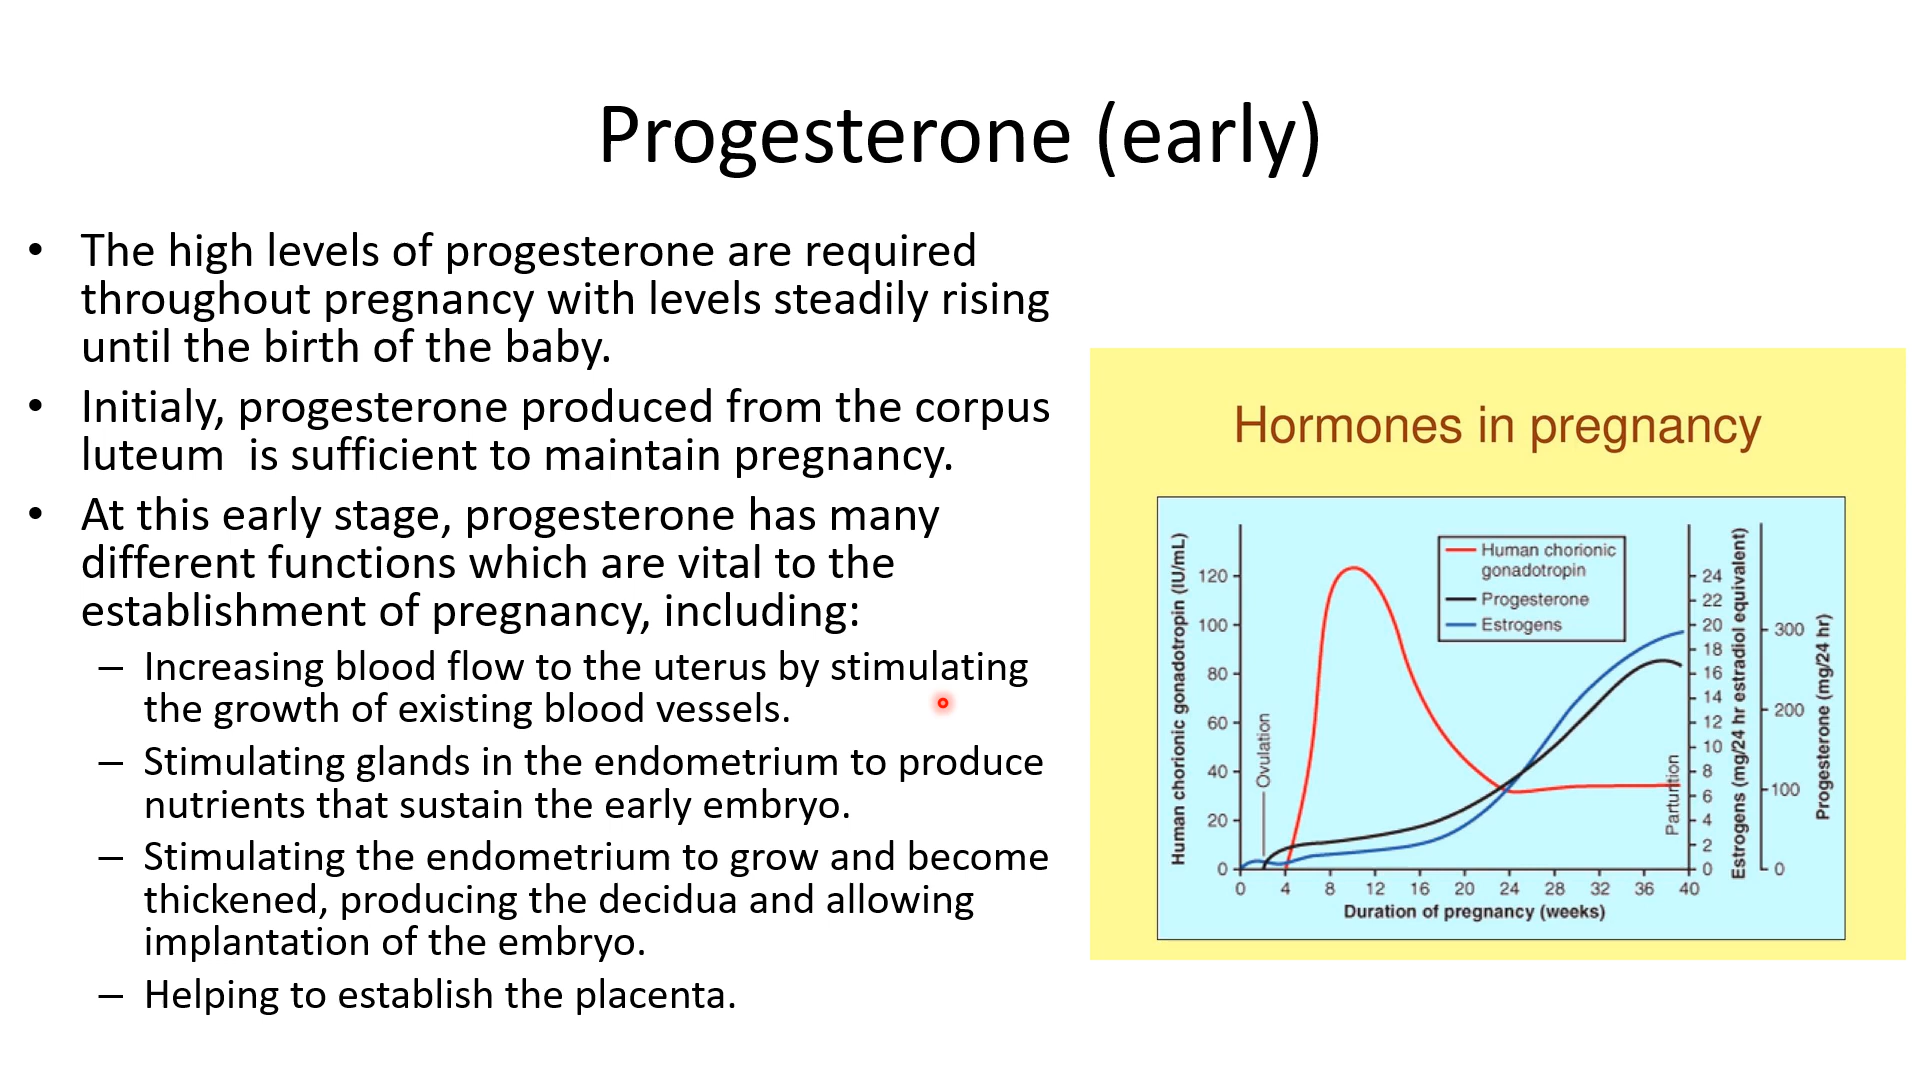 Progesterone (early)
• The high levels of progesterone are required
throughout pregnancy with levels steadily rising
until the birth of the baby.
• Initialy, progesterone produced from the corpus
luteum  is sufficient to maintain pregnancy.
• At this early stage, progesterone has many
different functions which are vital to the
establishment of pregnancy, including:
– Increasing blood flow to the uterus by stimulating
the growth of existing blood vessels.
– Stimulating glands in the endometrium to produce
nutrients that sustain the early embryo.
– Stimulating the endometrium to grow and become
thickened, producing the decidua and allowing
implantation of the embryo.
– Helping to establish the placenta.
Hormones in pregnancy
Human chorionic gonadotropin (IU/mL)
120
100
80
60
40
20
0
Ovulation
Human chorionic
gonadotropin
Progesterone
Estrogens
Parturition
24
22
20
18
16
14
12
10
8
6
4
2
0
Estrogens (mg/24 hr estradiol equivalent)
300
200
100
0
Progesterone (mg/24 hr)
0 4 8 12 16 20 24 28 32 36 40
Duration of pregnancy (weeks)